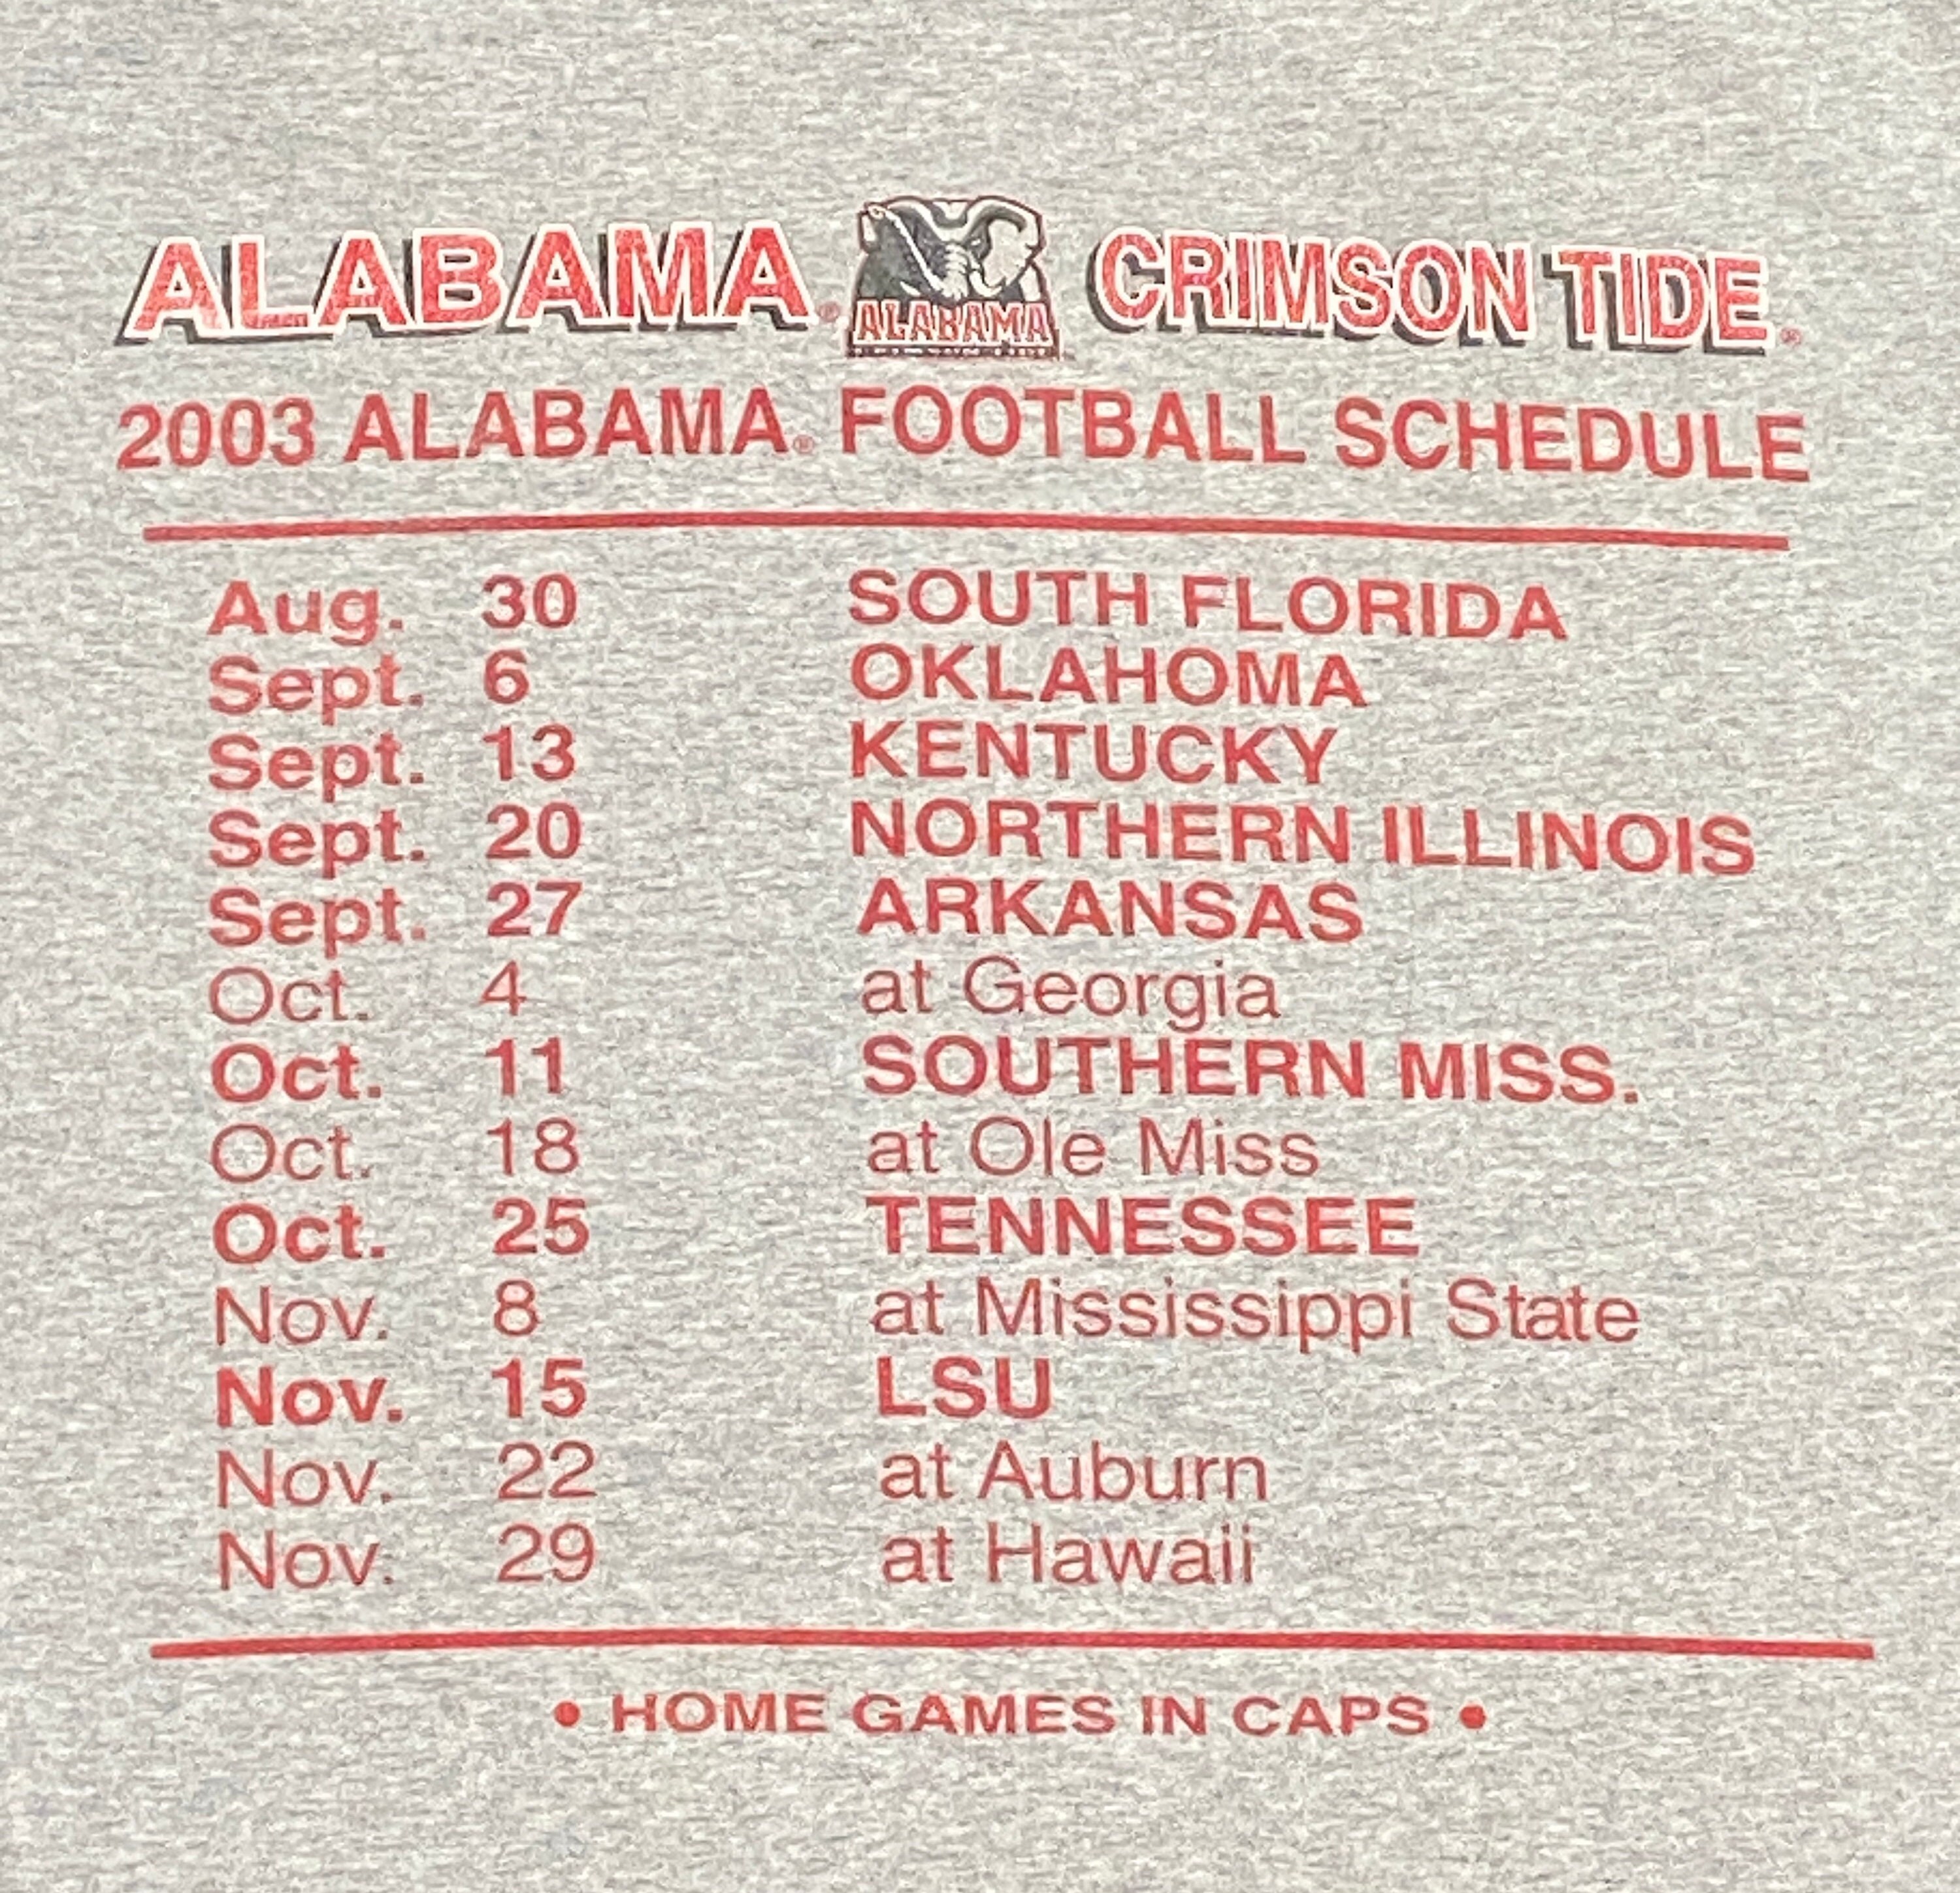 ALABAMA® ALABAMA CRIMSON TIDE®
2003 ALABAMA® FOOTBALL SCHEDULE
Aug. 30 SOUTH FLORIDA
Sept. 6 OKLAHOMA
Sept. 13 KENTUCKY
Sept. 20 NORTHERN ILLINOIS
Sept. 27 ARKANSAS
Oct. 4 at Georgia
Oct. 11 SOUTHERN MISS.
Oct. 18 at Ole Miss
Oct. 25 TENNESSEE
Nov. 8 at Mississippi State
Nov. 15 LSU
Nov. 22 at Auburn
Nov. 29 at Hawaii
• HOME GAMES IN CAPS •